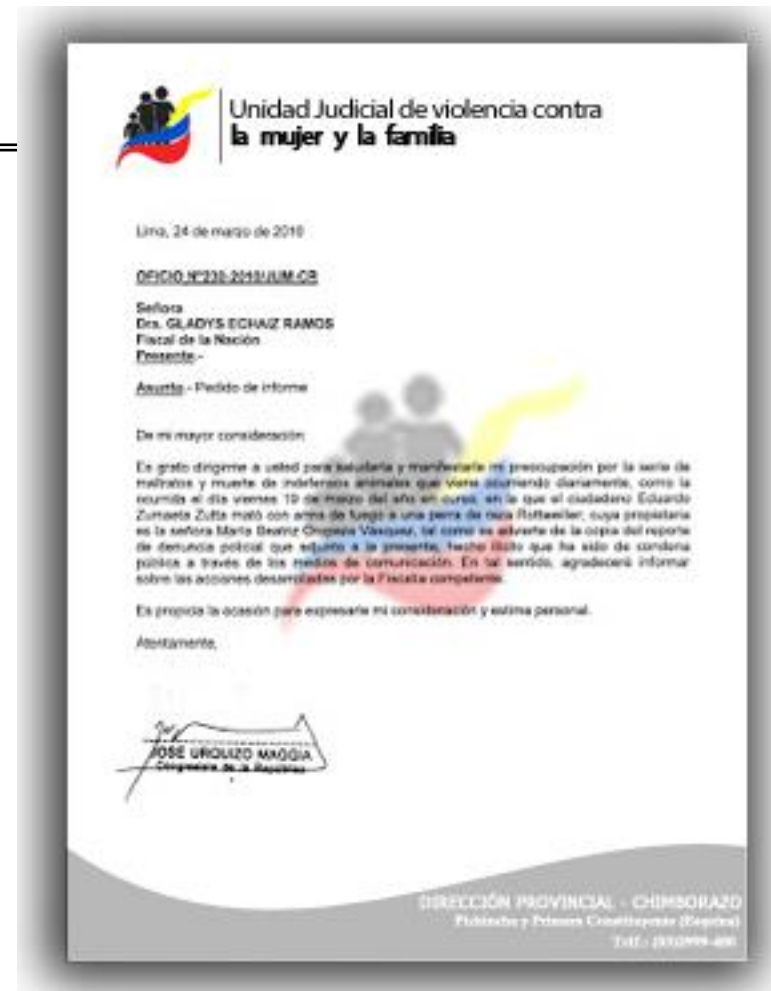 Unidad Judicial de violencia contra
la mujer y la familia
Lima, 24 de marzo de 2010
OFICIO Nº230-2010/JUM-CR
Señora
Dra. GLADYS ECHAIZ RAMOS
Fiscal de la Nación
Presente.-
Asunto.- Pedido de informe
De mi mayor consideración:
Es grato dirigirme a usted para saludarla y manifestarle mi preocupación por la serie de
maltratos y muerte de indefensos animales que viene ocurriendo diariamente, como la
ocurrida el día viernes 19 de marzo del año en curso, en la que el ciudadano Eduardo
Zumaeta Zutta mató con arma de fuego a una perra de raza Rottweiler, cuya propietaria
es la señora María Beatriz Oropeza Vásquez, tal como se advierte de la copia del reporte
de denuncia policial que adjunto a la presente, hecho ilícito que ha sido de condena
pública a través de los medios de comunicación. En tal sentido, agradeceré informar
sobre las acciones desarrolladas por la Fiscalía competente.
Es propicia la ocasión para expresarle mi consideración y estima personal.
Atentamente,
JOSÉ URQUIZO MAGGIA
Congresista de la República
DIRECCIÓN PROVINCIAL - CHIMBORAZO
Pichincha y Primera Constituyente (Esquina)
Telf.: